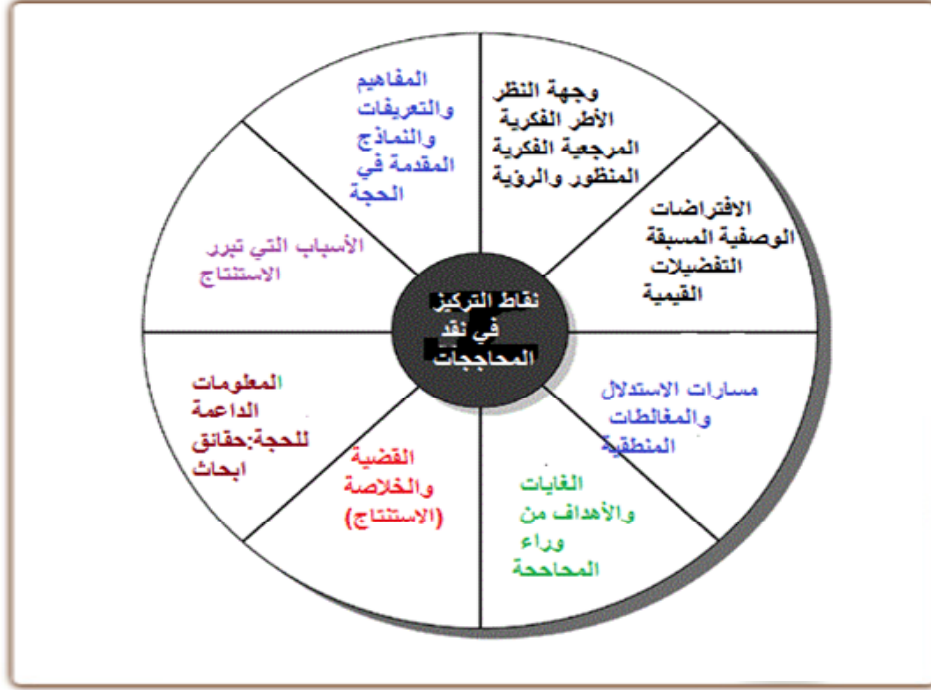 وجهة النظر
الأطر الفكرية
المرجعية الفكرية
المنظور والرؤية
الافتراضات
الوصفية المسبقة
التفضيلات
القيمية
مسارات الاستدلال
والمغالطات
المنطقية
الغايات
والأهداف من
وراء
المحاججة
القضية
والخلاصة
(الاستنتاج)
المعلومات
الداعمة
للحجة:حقائق
ابحاث
الأسباب التي تبرر
الاستنتاج
المفاهيم
والتعريفات
والنماذج
المقدمة في
الحجة
نقاط التركيز
في نقد
المحاججات